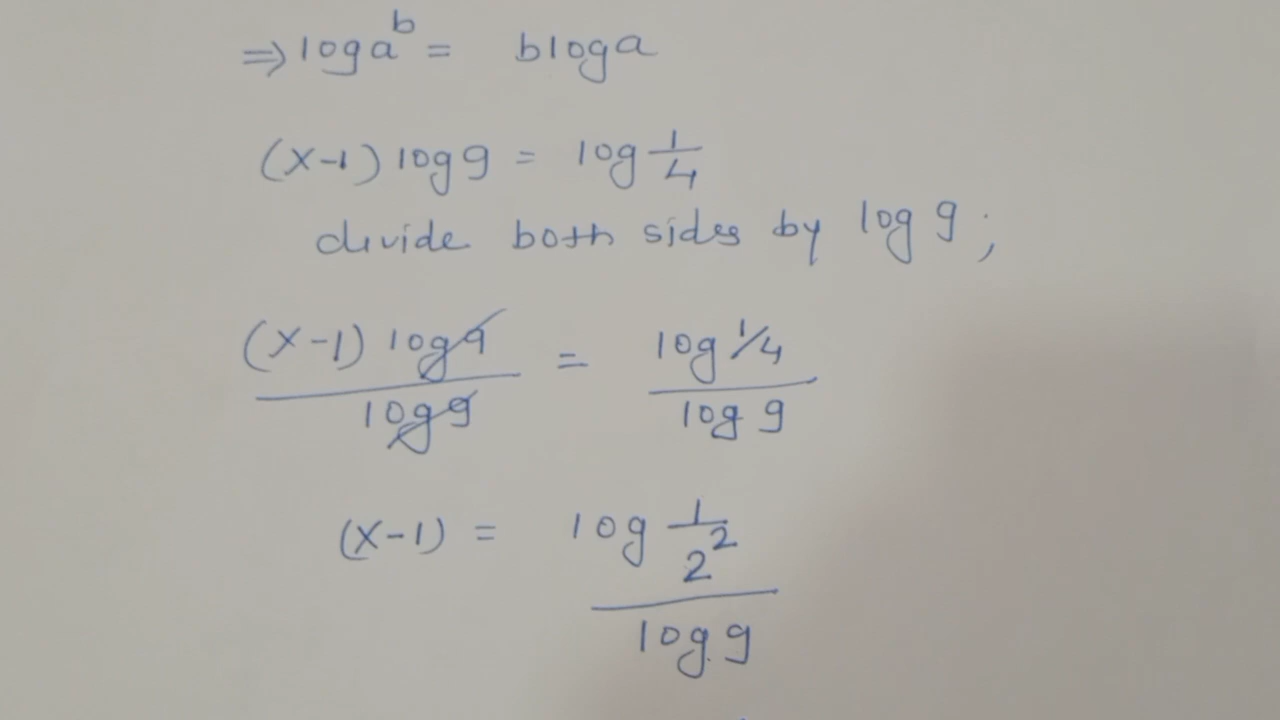 ⇒ log a^b = b log a
(x-1) log 9 = log 1/4
divide both sides by log 9;
(x-1) log 9 / log 9 = log 1/4 / log 9
(x-1) = log 1/2^2 / log 9